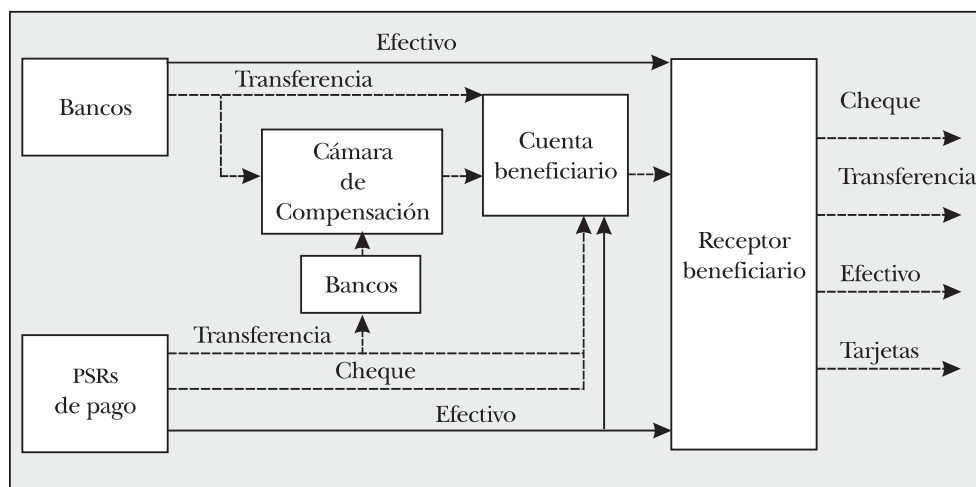 Efectivo
Bancos
Transferencia
Cámara
de
Compensación
Cuenta
beneficiario
Bancos
Receptor
beneficiario
Cheque
Transferencia
Efectivo
Tarjetas
PSRs
de pago
Transferencia
Cheque
Efectivo